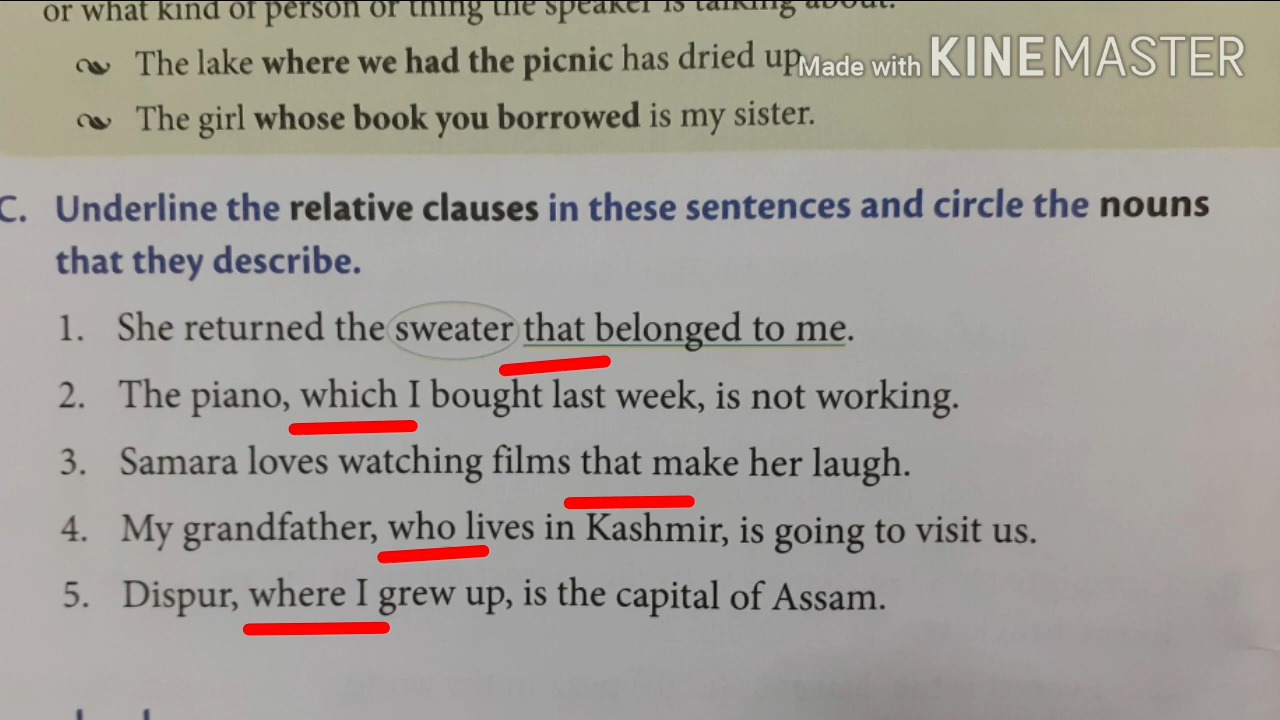 or what kind of person or thing the speaker is talking about.
The lake where we had the picnic has dried up.
Made with KINEMASTER
The girl whose book you borrowed is my sister.
C. Underline the relative clauses in these sentences and circle the nouns
that they describe.
1. She returned the sweater that belonged to me.
2. The piano, which I bought last week, is not working.
3. Samara loves watching films that make her laugh.
4. My grandfather, who lives in Kashmir, is going to visit us.
5. Dispur, where I grew up, is the capital of Assam.